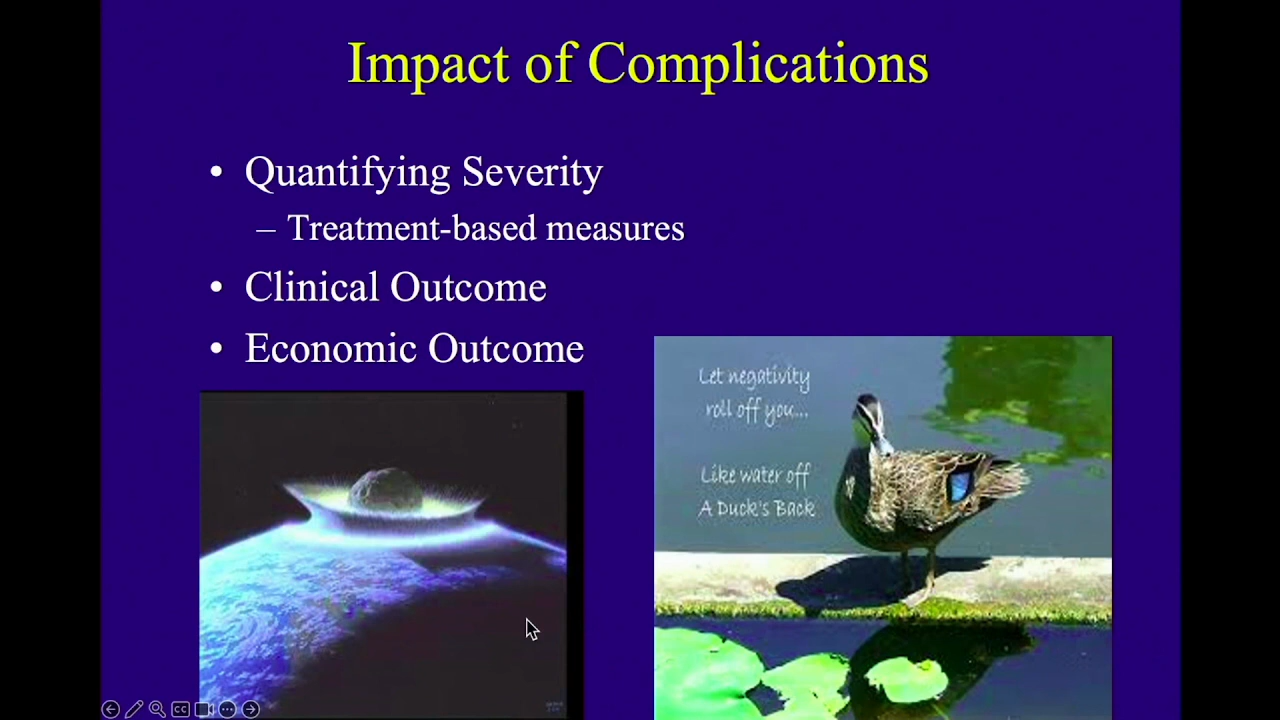 Impact of Complications
• Quantifying Severity
– Treatment-based measures
• Clinical Outcome
• Economic Outcome
Let negativity
roll off you...
Like water off
A Duck's Back
CC